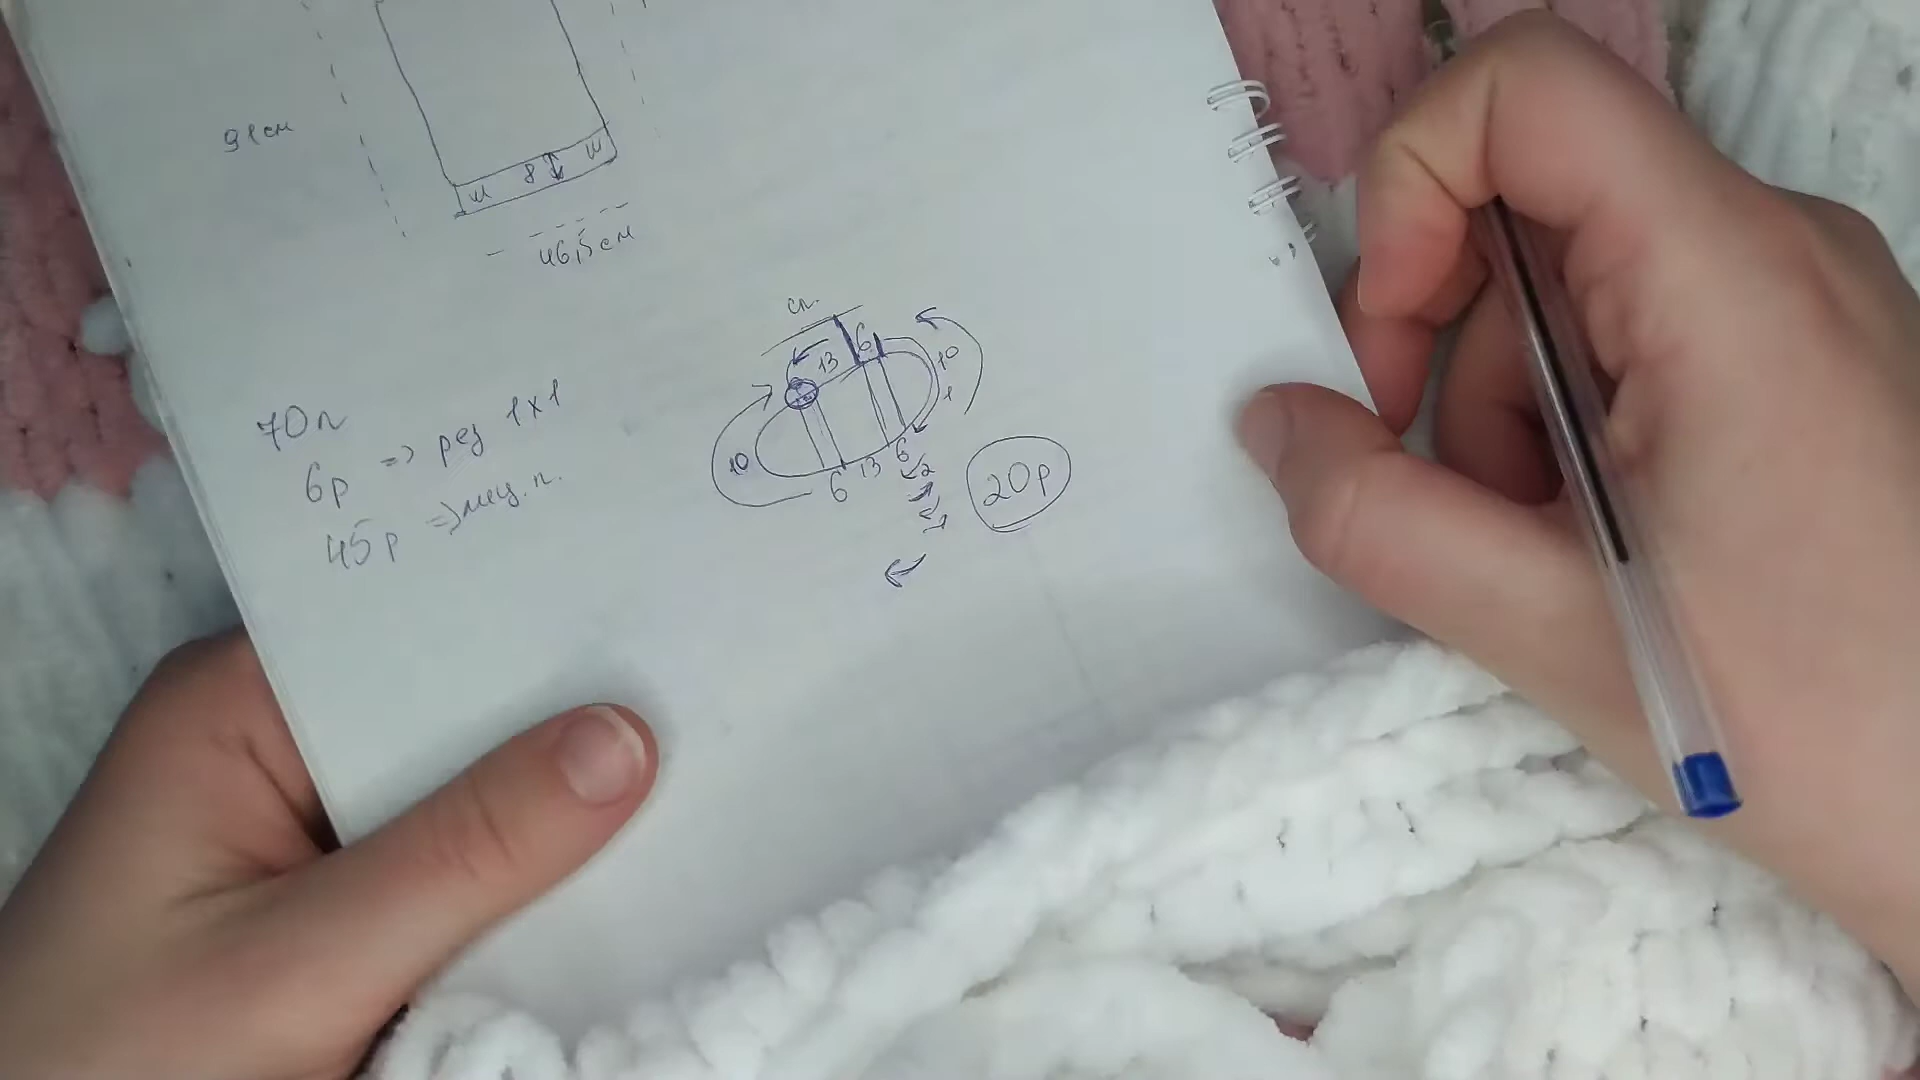 91см
8
46,5см
сп.
13 6
10
1
70п
6р => рез 1х1
45р => лиц. п.
10
6 13 6
2
20р